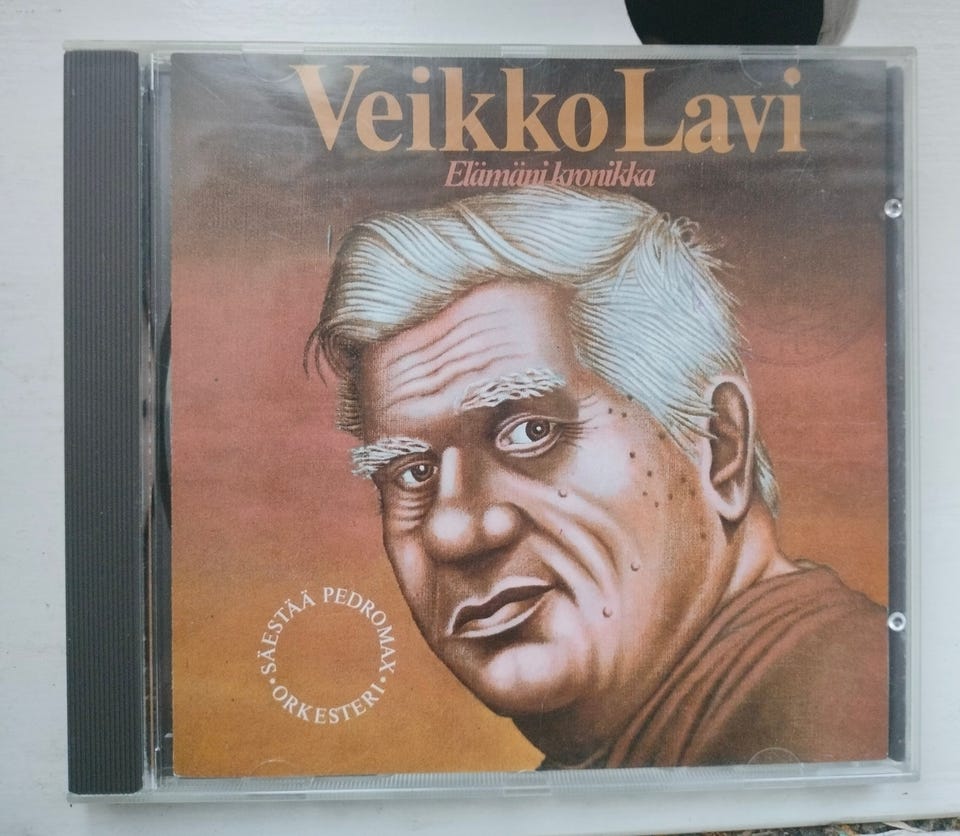 Veikko Lavi
Elämäni kronikka
SÄESTÄÄ PEDROMAX
• ORKESTERI •